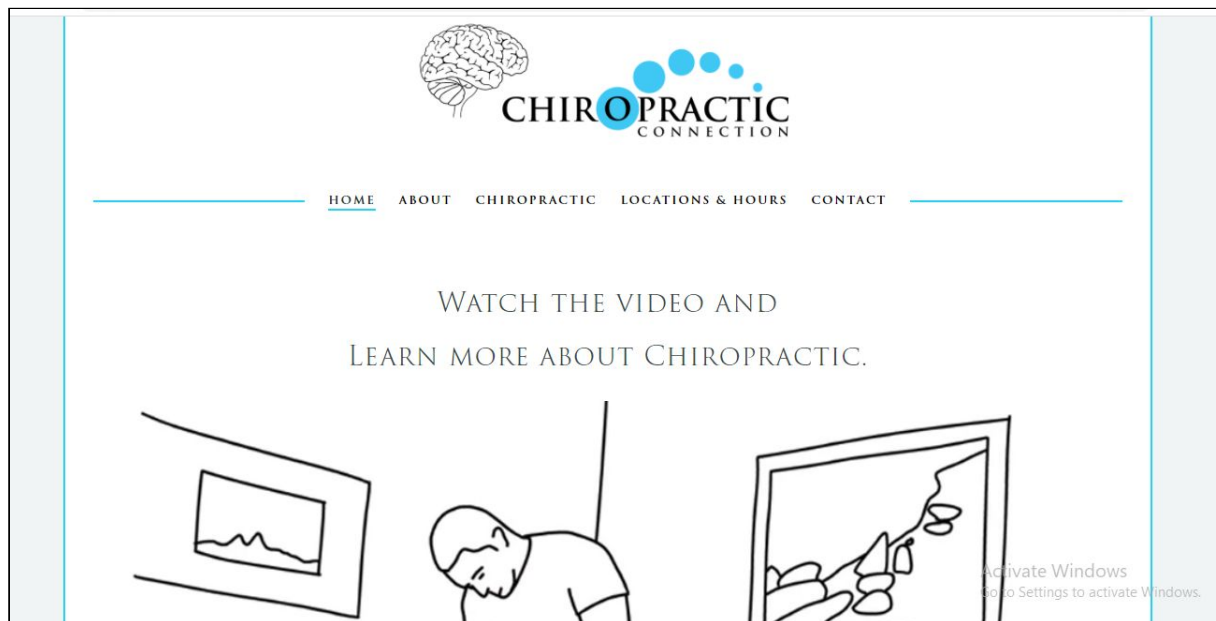 CHIROPRACTIC
CONNECTION
HOME ABOUT CHIROPRACTIC LOCATIONS & HOURS CONTACT
WATCH THE VIDEO AND
LEARN MORE ABOUT CHIROPRACTIC.
Activate Windows
Go to Settings to activate Windows.